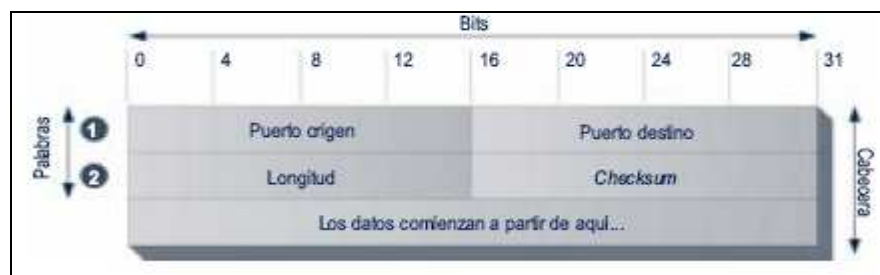 Bits
0 4 8 12 16 20 24 28 31
Palabras
1 Puerto origen Puerto destino
2 Longitud Checksum
Los datos comienzan a partir de aquí...
Cabecera